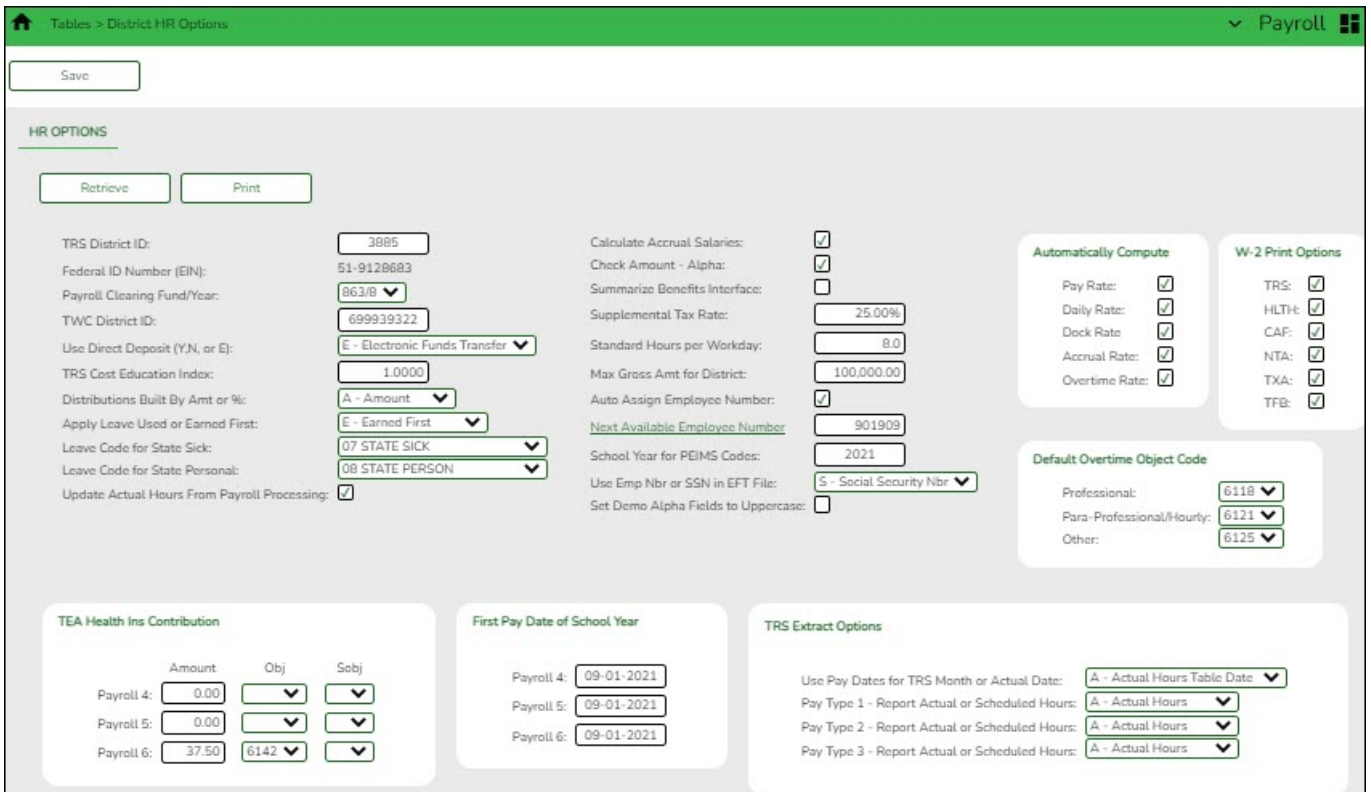 Tables > District HR Options
Payroll
Save
HR OPTIONS
Retrieve
Print
TRS District ID: 3885
Federal ID Number (EIN): 51-9128683
Payroll Clearing Fund/Year: 863/8
TWC District ID: 699939322
Use Direct Deposit (Y,N, or E): E - Electronic Funds Transfer
TRS Cost Education Index: 1.0000
Distributions Built By Amt or %: A - Amount
Apply Leave Used or Earned First: E - Earned First
Leave Code for State Sick: 07 STATE SICK
Leave Code for State Personal: 08 STATE PERSON
Update Actual Hours From Payroll Processing:
Calculate Accrual Salaries:
Check Amount - Alpha:
Summarize Benefits Interface:
Supplemental Tax Rate: 25.00%
Standard Hours per Workday: 8.0
Max Gross Amt for District: 100,000.00
Auto Assign Employee Number:
Next Available Employee Number 901909
School Year for PEIMS Codes: 2021
Use Emp Nbr or SSN in EFT File: S - Social Security Nbr
Set Demo Alpha Fields to Uppercase:
Automatically Compute
Pay Rate:
Daily Rate:
Dock Rate
Accrual Rate:
Overtime Rate:
W-2 Print Options
TRS:
HLTH:
CAF:
NTA:
TXA:
TFB:
Default Overtime Object Code
Professional: 6118
Para-Professional/Hourly: 6121
Other: 6125
TEA Health Ins Contribution
Amount Obj Sobj
Payroll 4: 0.00
Payroll 5: 0.00
Payroll 6: 37.50 6142
First Pay Date of School Year
Payroll 4: 09-01-2021
Payroll 5: 09-01-2021
Payroll 6: 09-01-2021
TRS Extract Options
Use Pay Dates for TRS Month or Actual Date: A - Actual Hours Table Date
Pay Type 1 - Report Actual or Scheduled Hours: A - Actual Hours
Pay Type 2 - Report Actual or Scheduled Hours: A - Actual Hours
Pay Type 3 - Report Actual or Scheduled Hours: A - Actual Hours